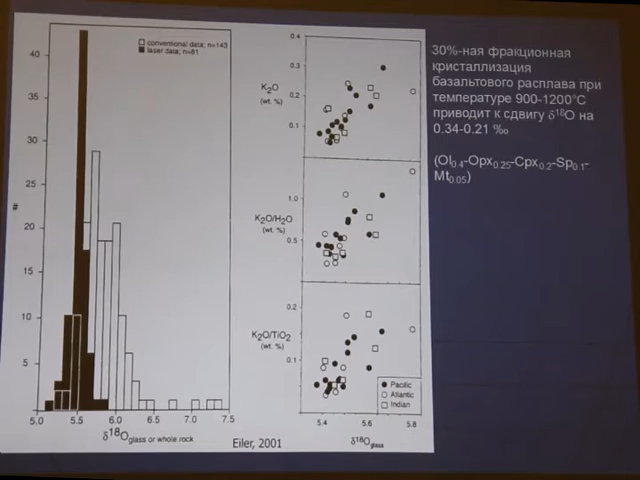 conventional data; n=143
laser data; n=81
#
40
35
30
25
20
15
10
5
5.0 5.5 6.0 6.5 7.0 7.5
δ18Oglass or whole rock
Eiler, 2001
0.4
0.3
0.2
0.1
K2O
(wt. %)
1.0
0.5
K2O/H2O
(wt. %)
0.2
0.1
K2O/TiO2
(wt. %)
Pacific
Atlantic
Indian
5.4 5.6 5.8
δ18Oglass
30%-ная фракционная
кристаллизация
базальтового расплава при
температуре 900-1200°С
приводит к сдвигу δ18O на
0.34-0.21 ‰
(Ol0.4-Opx0.25-Cpx0.2-Sp0.1-
Mt0.05)